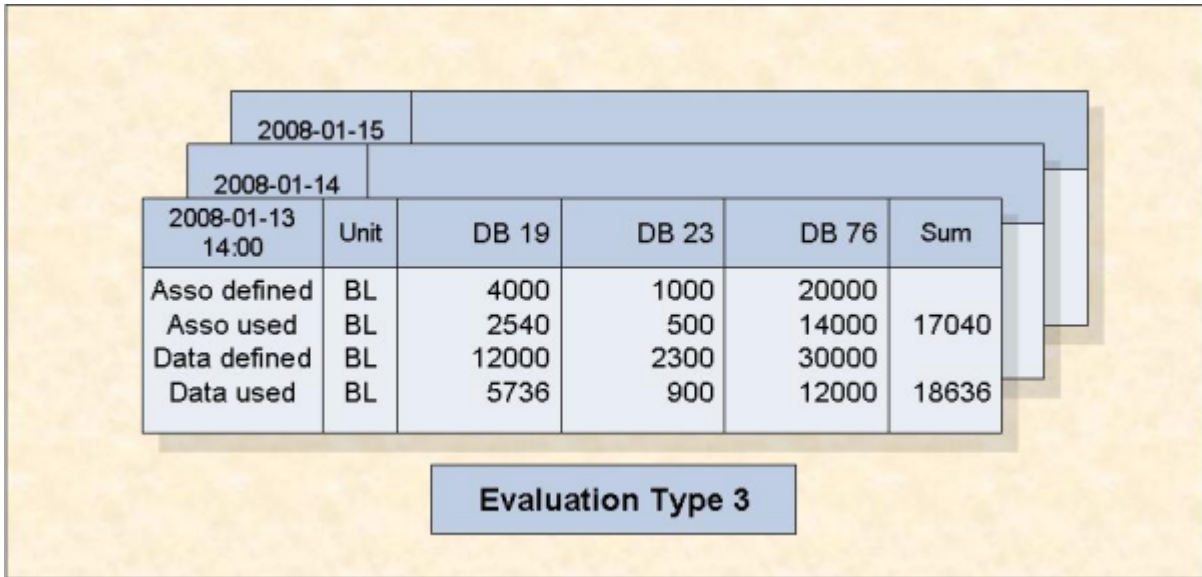 2008-01-15
2008-01-14
2008-01-13 14:00 Unit DB 19 DB 23 DB 76 Sum
Asso defined BL 4000 1000 20000
Asso used BL 2540 500 14000 17040
Data defined BL 12000 2300 30000
Data used BL 5736 900 12000 18636
Evaluation Type 3